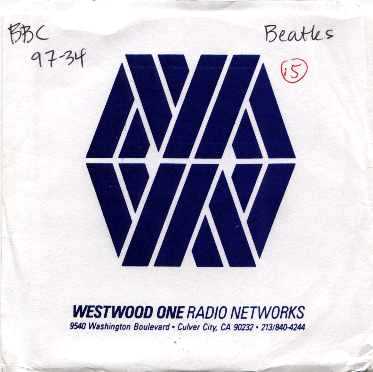 BBC
97-34
Beatles
15
WESTWOOD ONE RADIO NETWORKS
9540 Washington Boulevard • Culver City, CA 90232 • 213/840-4244